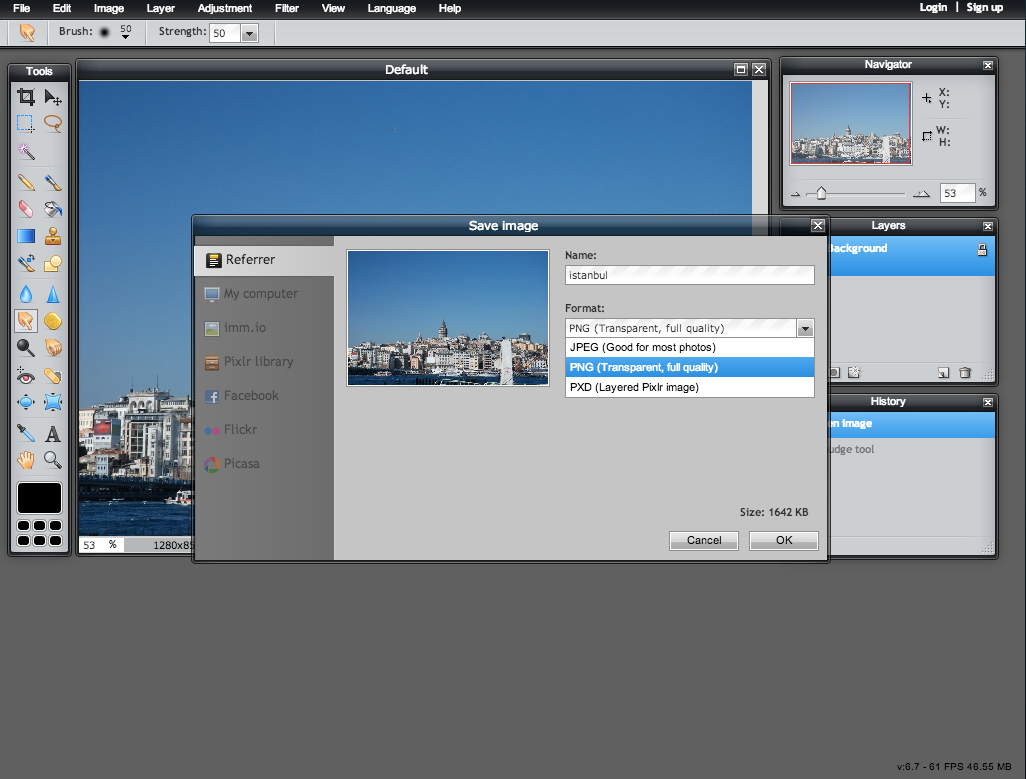 File Edit Image Layer Adjustment Filter View Language Help Login | Sign up
Brush: 50 Strength: 50
Tools
Default
Navigator
X:
Y:
W:
H:
53 %
Save image
Layers
Background
Referrer
My computer
imm.io
Pixlr library
Facebook
Flickr
Picasa
Name:
istanbul
Format:
PNG (Transparent, full quality)
JPEG (Good for most photos)
PNG (Transparent, full quality)
PXD (Layered Pixlr image)
Size: 1642 KB
Cancel OK
History
en image
udge tool
53 % 1280x85
v:6.7 - 61 FPS 46.55 MB